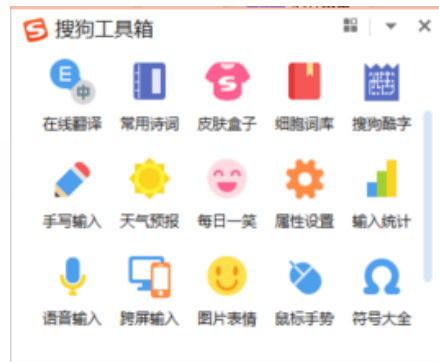 搜狗工具箱
在线翻译 常用诗词 皮肤盒子 细胞词库 搜狗酷字
手写输入 天气预报 每日一笑 属性设置 输入统计
语音输入 跨屏输入 图片表情 鼠标手势 符号大全